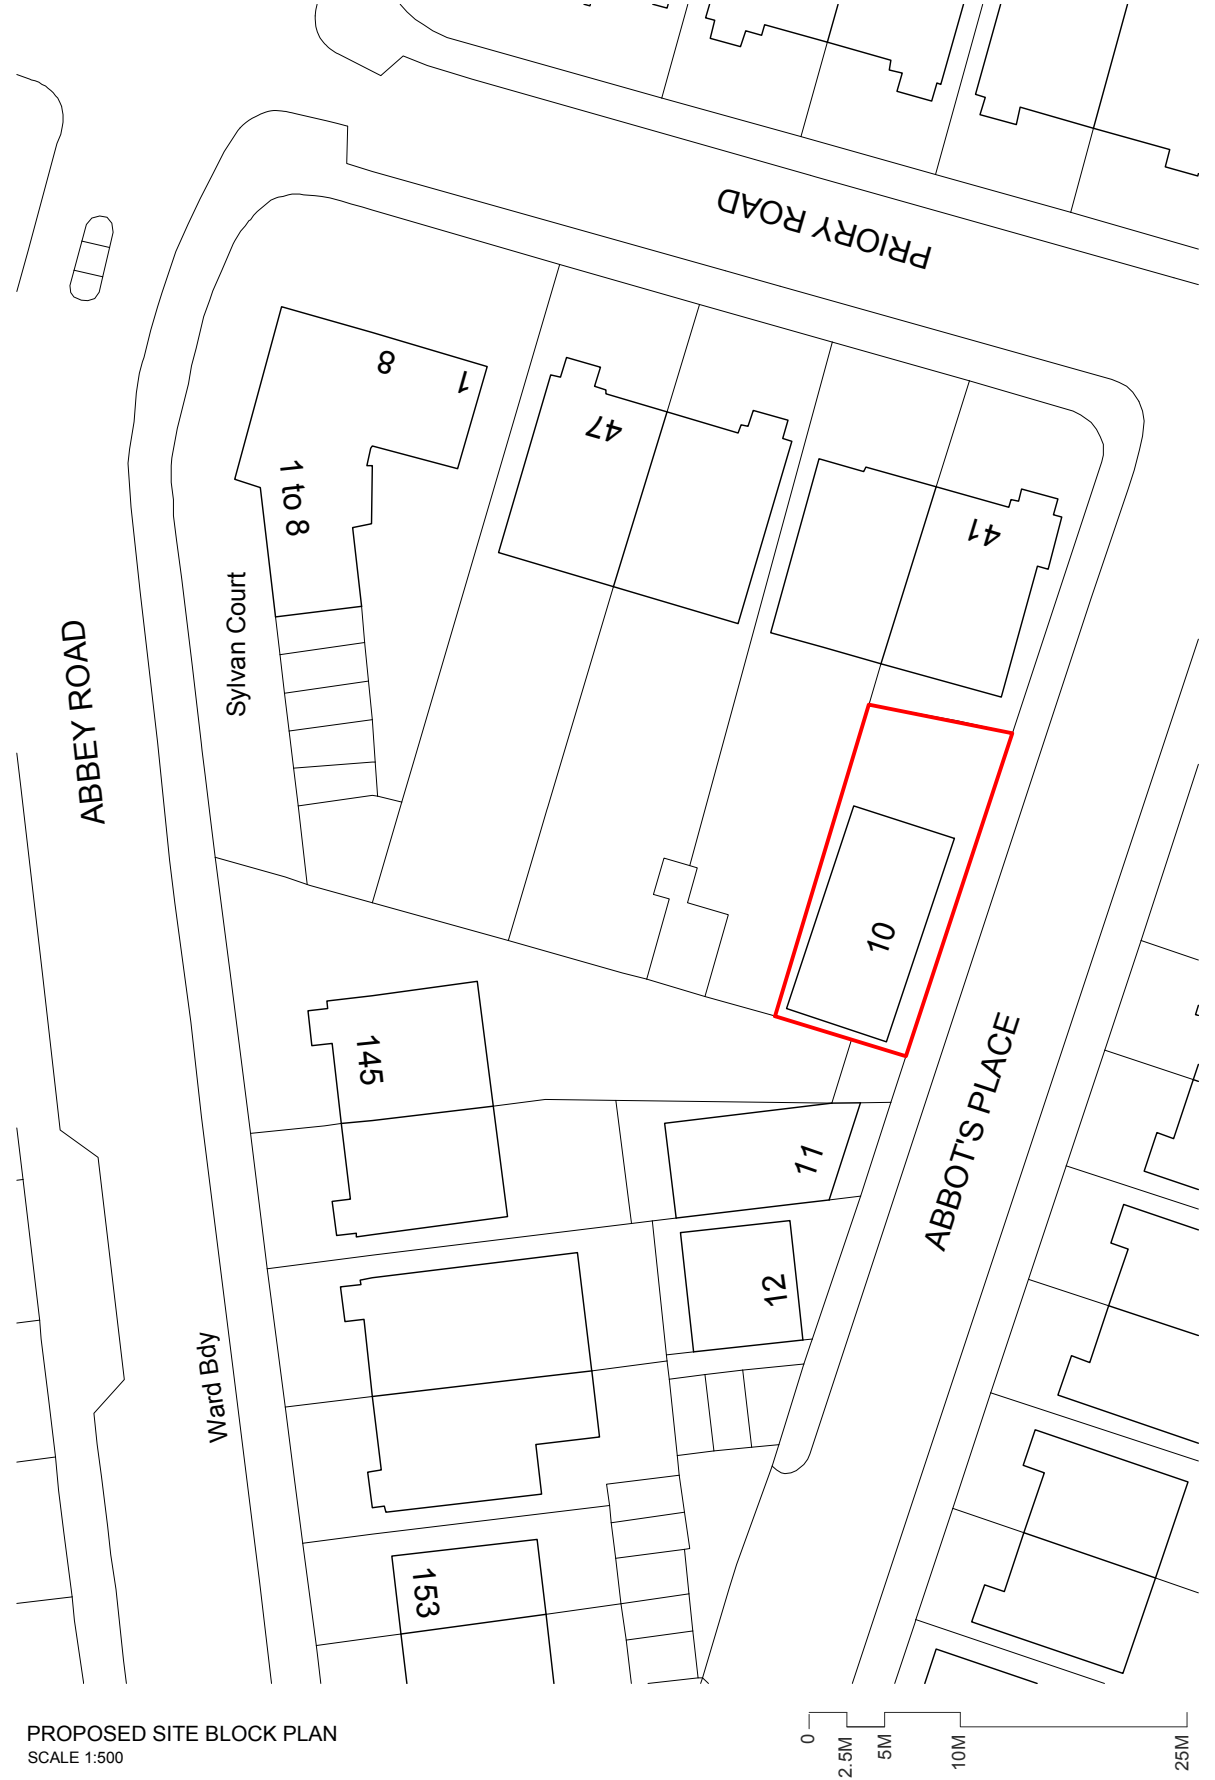 PRIORY ROAD
8
1
47
1 to 8
41
Sylvan Court
ABBEY ROAD
10
145
ABBOT'S PLACE
11
12
Ward Bdy
153
PROPOSED SITE BLOCK PLAN
SCALE 1:500
0
2.5M
5M
10M
25M